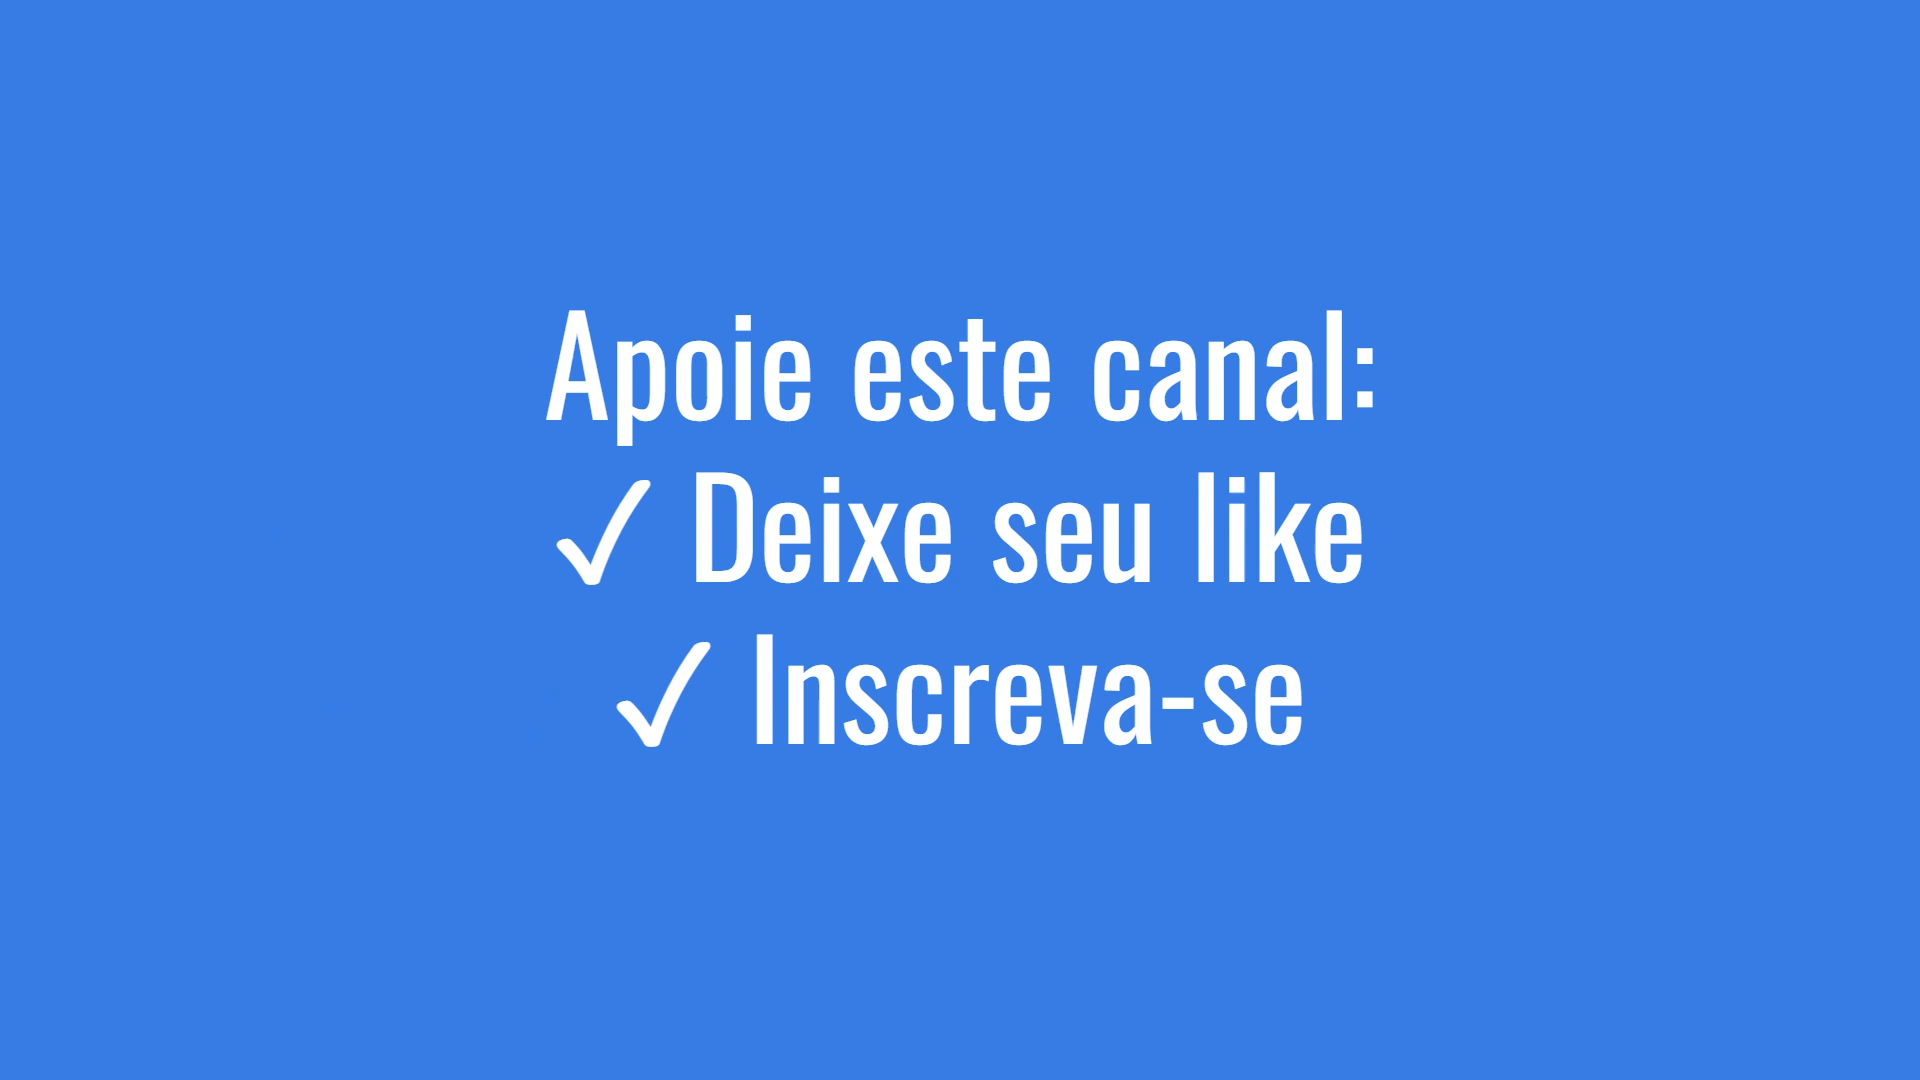 Apoie este canal:
✓ Deixe seu like
✓ Inscreva-se